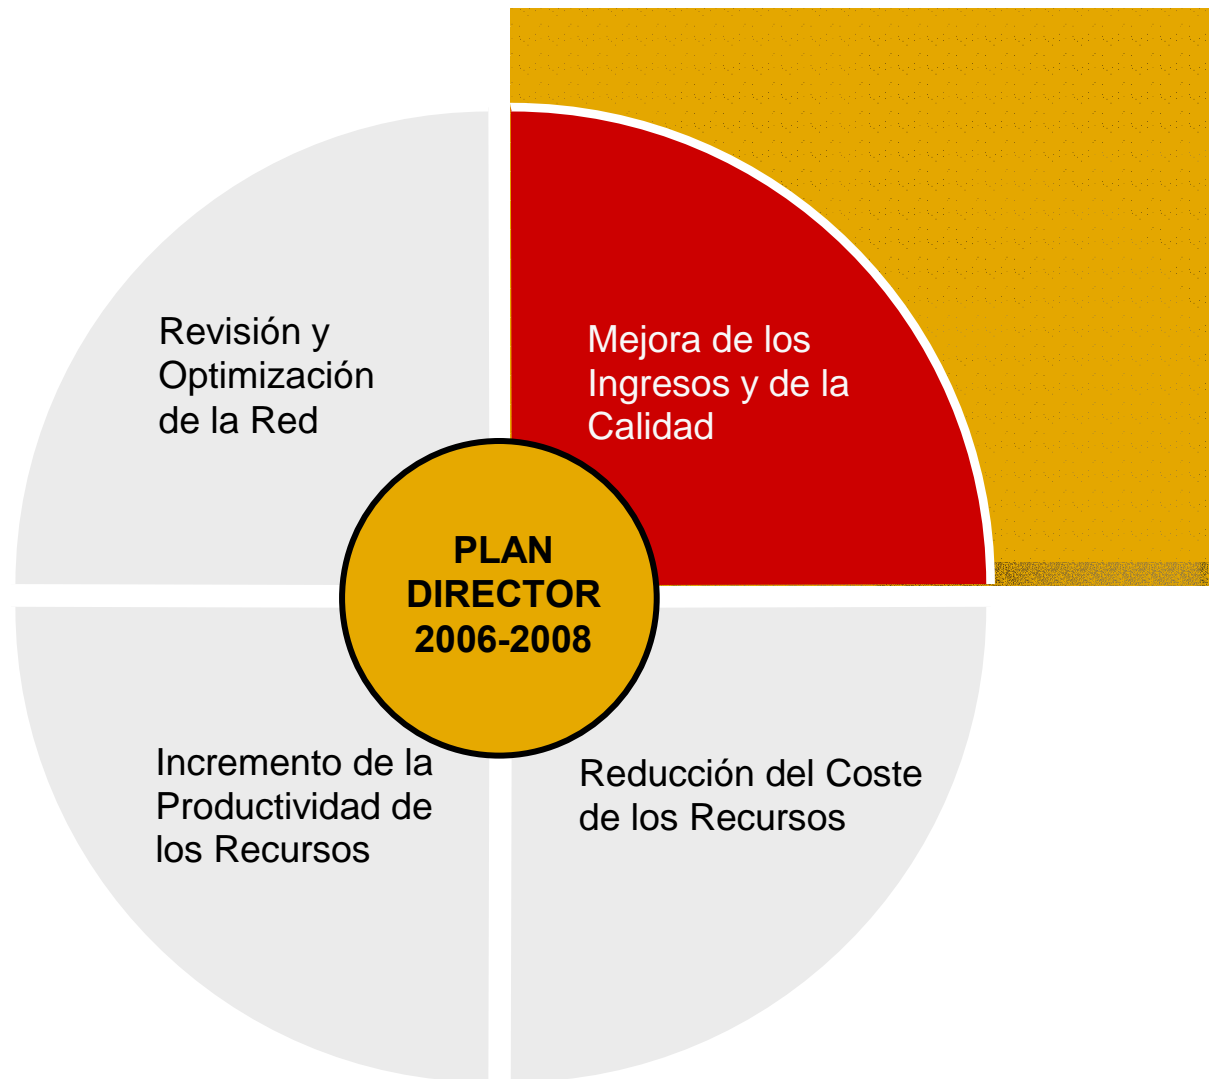 Revisión y
Optimización
de la Red
Mejora de los
Ingresos y de la
Calidad
PLAN
DIRECTOR
2006-2008
Incremento de la
Productividad de
los Recursos
Reducción del Coste
de los Recursos